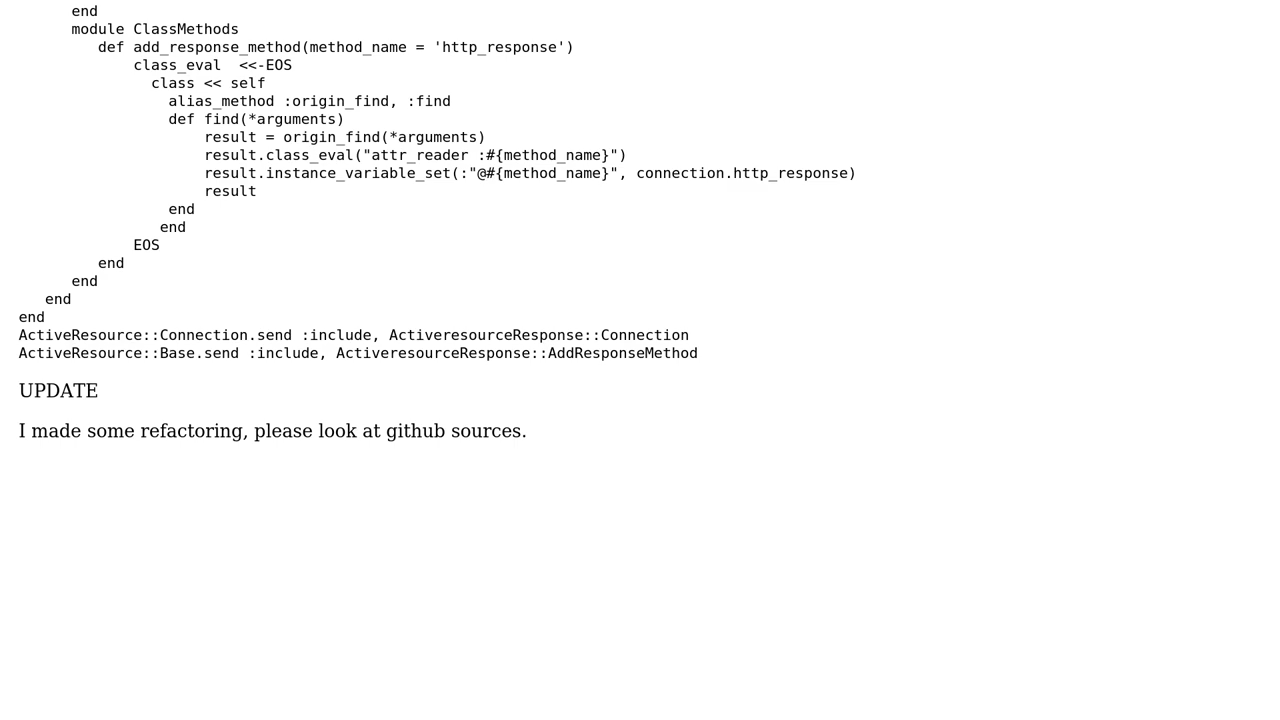 end
module ClassMethods
def add_response_method(method_name = 'http_response')
class_eval  <<-EOS
class << self
alias_method :origin_find, :find
def find(*arguments)
result = origin_find(*arguments)
result.class_eval("attr_reader :#{method_name}")
result.instance_variable_set(:"@#{method_name}", connection.http_response)
result
end
end
EOS
end
end
end
end
ActiveResource::Connection.send :include, ActiveresourceResponse::Connection
ActiveResource::Base.send :include, ActiveresourceResponse::AddResponseMethod
UPDATE
I made some refactoring, please look at github sources.